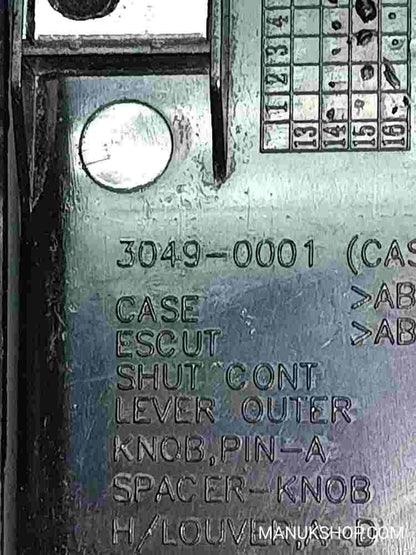 1 2 3 4
13 14 15 16
3049-0001 (CAS
CASE >AB
ESCUT >AB
SHUT CONT
LEVER OUTER
KNOB,PIN-A
SPACER-KNOB
MANUKSHOP.COM